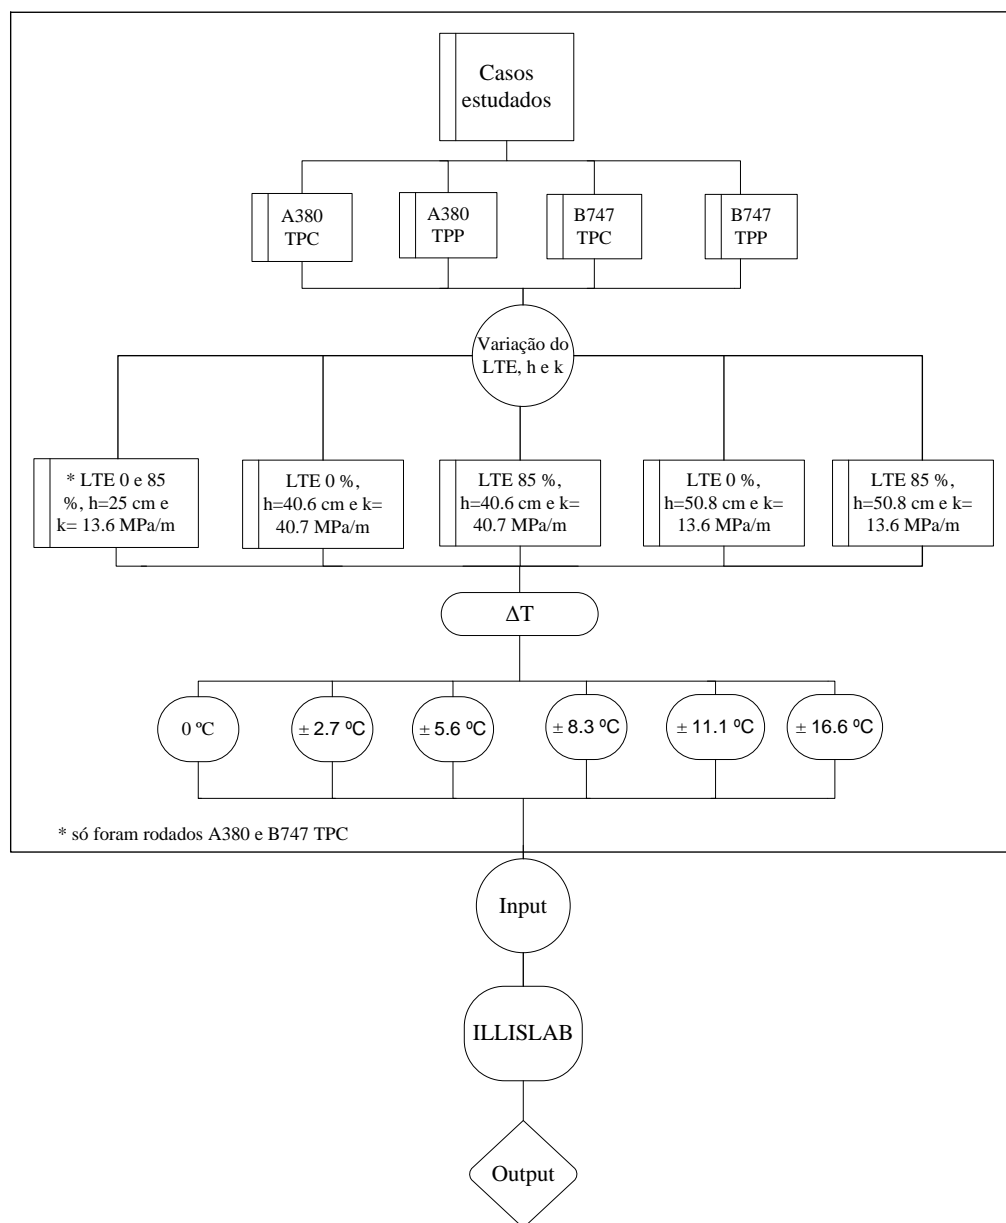 Casos
estudados
A380
TPC
A380
TPP
B747
TPC
B747
TPP
Variação do
LTE, h e k
* LTE 0 e 85
%, h=25 cm e
k= 13.6 MPa/m
LTE 0 %,
h=40.6 cm e k=
40.7 MPa/m
LTE 85 %,
h=40.6 cm e k=
40.7 MPa/m
LTE 0 %,
h=50.8 cm e k=
13.6 MPa/m
LTE 85 %,
h=50.8 cm e k=
13.6 MPa/m
ΔT
0 ºC
± 2.7 ºC
± 5.6 ºC
± 8.3 ºC
± 11.1 ºC
± 16.6 ºC
* só foram rodados A380 e B747 TPC
Input
ILLISLAB
Output